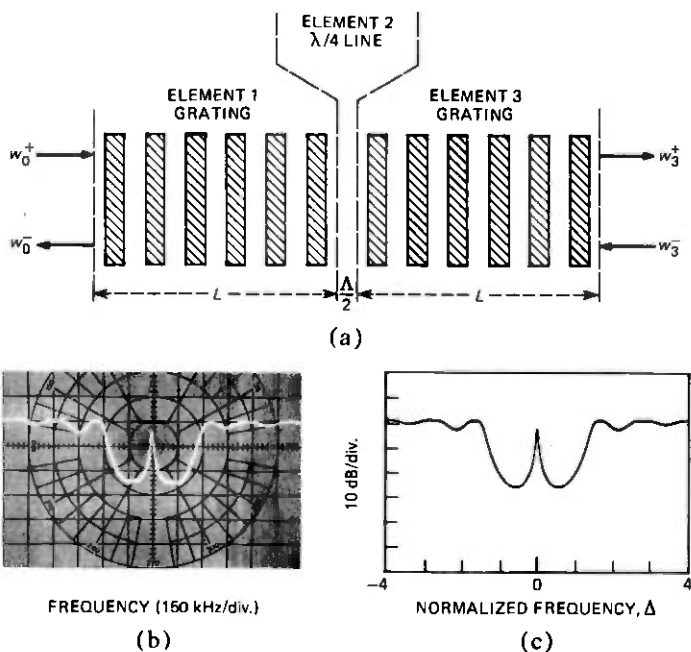 ELEMENT 2
λ/4 LINE
ELEMENT 1
GRATING
ELEMENT 3
GRATING
w₀⁺
w₃⁺
w₀⁻
w₃⁻
L
Λ/2
L
(a)
10 dB/div.
-4
0
4
FREQUENCY (150 kHz/div.)
NORMALIZED FREQUENCY, Δ
(b)
(c)